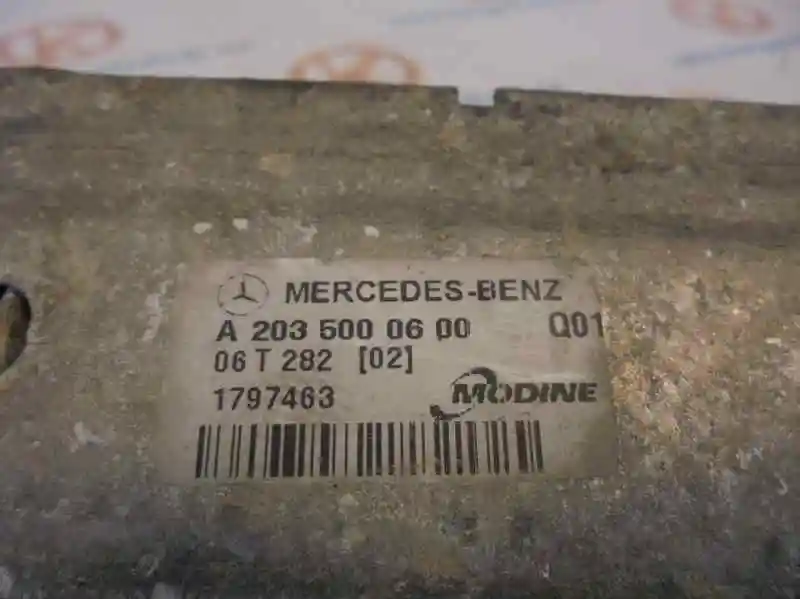 MERCEDES-BENZ
A 203 500 06 00 Q01
06 T 282 [02]
1797463 MODINE